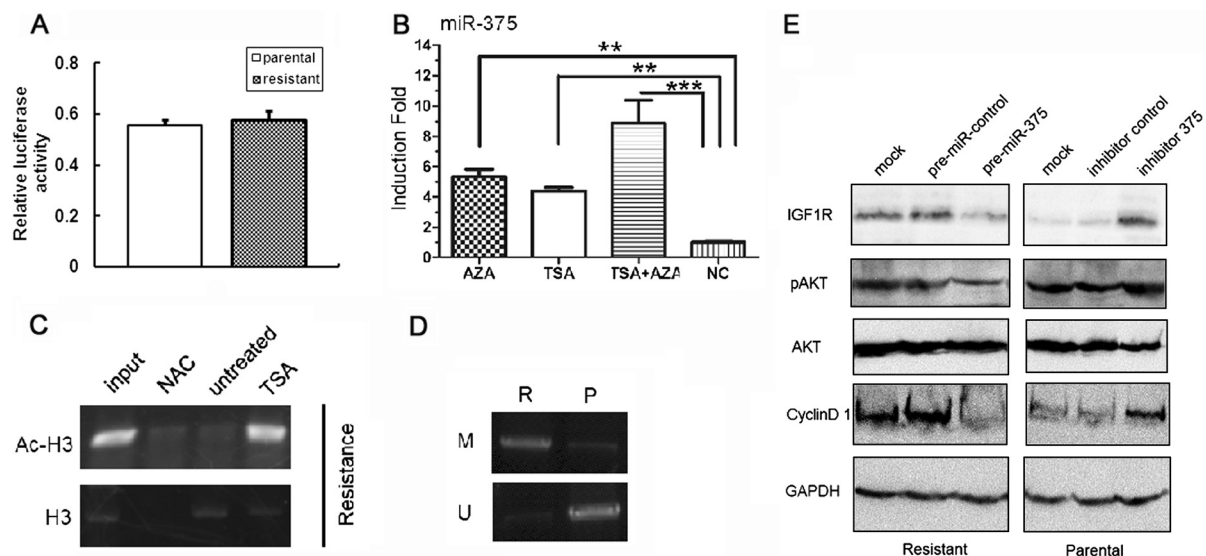 A
Relative luciferase
activity
0.8
0.6
0.4
0.2
0
parental
resistant
B
miR-375
Induction Fold
14
12
10
8
6
4
2
0
**
**
***
AZA
TSA
TSA+AZA
NC
C
input
NAC
untreated
TSA
Ac-H3
H3
Resistance
D
R
P
M
U
E
mock
pre-miR-control
pre-miR-375
mock
inhibitor control
inhibitor 375
IGF1R
pAKT
AKT
CyclinD 1
GAPDH
Resistant
Parental